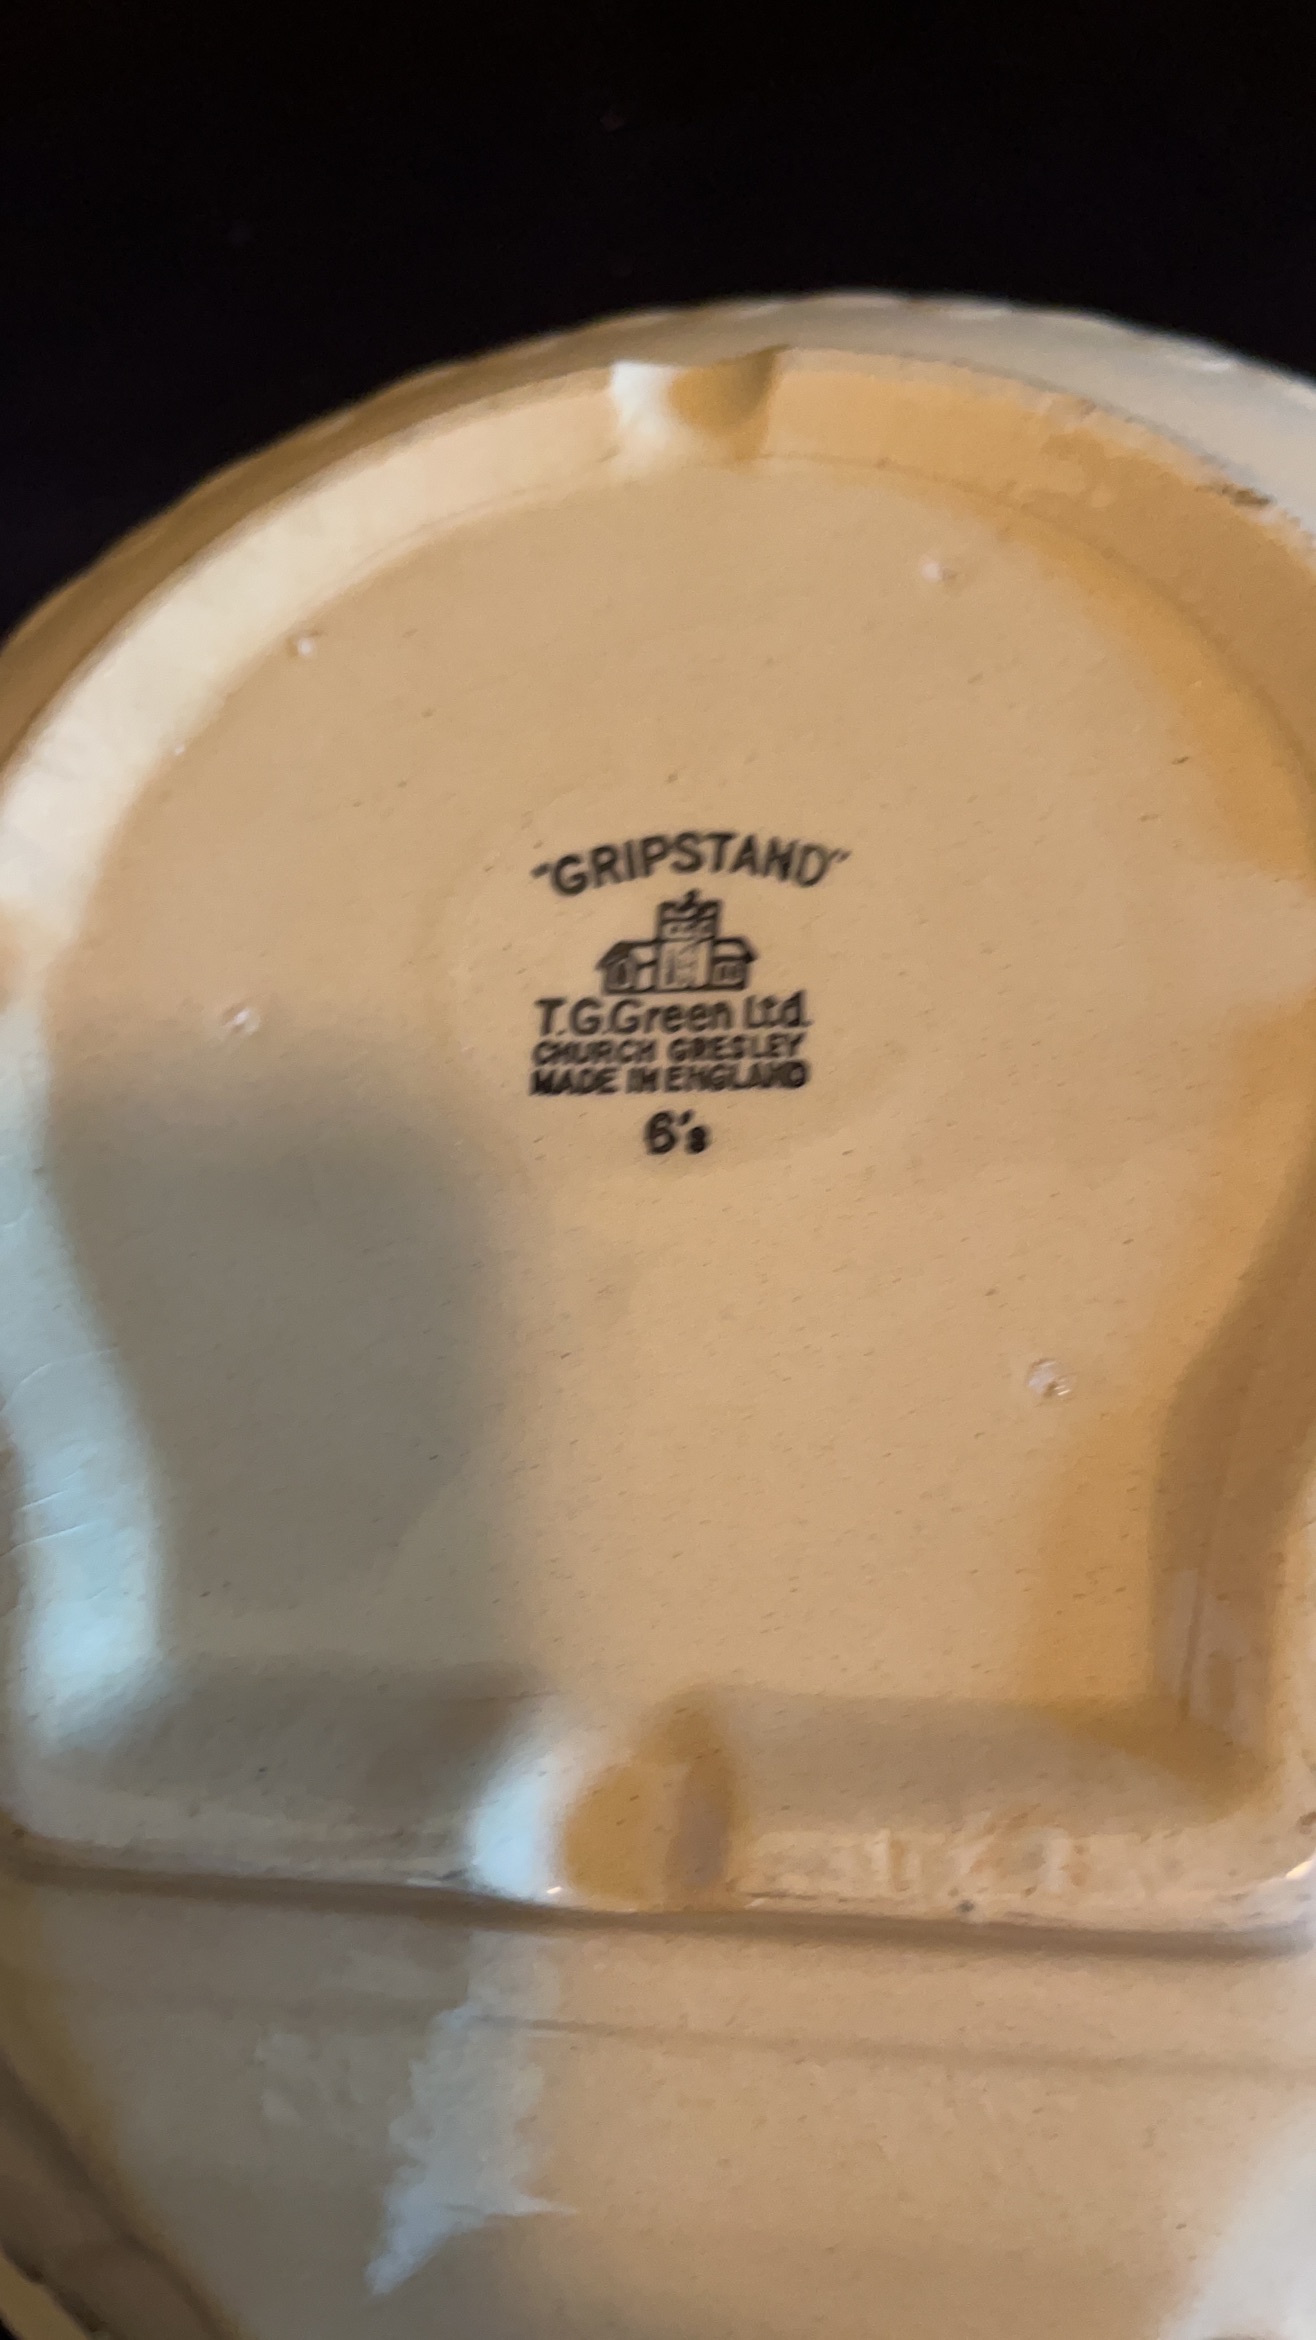 "GRIPSTAND"
T.G.Green Ltd.
CHURCH GRESLEY
MADE IN ENGLAND
6's